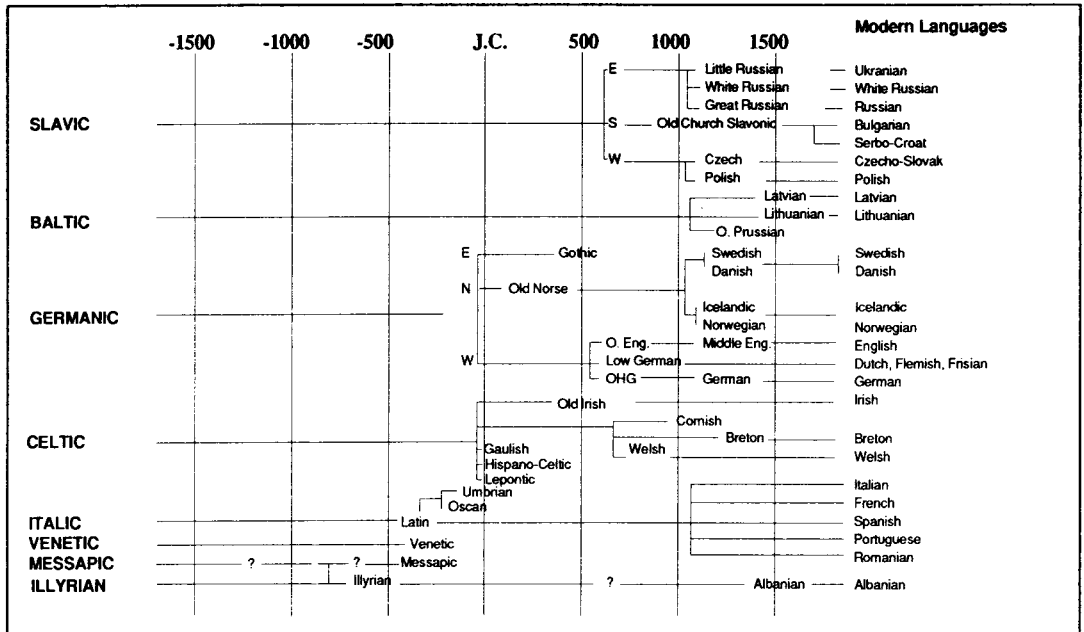 Modern Languages
-1500 -1000 -500 J.C. 500 1000 1500
E Little Russian Ukranian
White Russian White Russian
Great Russian Russian
SLAVIC S Old Church Slavonic Bulgarian
Serbo-Croat
W Czech Czecho-Slovak
Polish Polish
Latvian Latvian
BALTIC Lithuanian Lithuanian
O. Prussian
E Gothic Swedish Swedish
Danish Danish
N Old Norse
Icelandic Icelandic
GERMANIC Norwegian Norwegian
O. Eng. Middle Eng. English
W Low German Dutch, Flemish, Frisian
OHG German German
Old Irish Irish
Cornish
CELTIC Breton Breton
Gaulish Welsh Welsh
Hispano-Celtic
Lepontic
Umbrian Italian
Oscan French
ITALIC Latin Spanish
VENETIC Venetic Portuguese
MESSAPIC ? ? Messapic Romanian
ILLYRIAN Illyrian ? Albanian Albanian